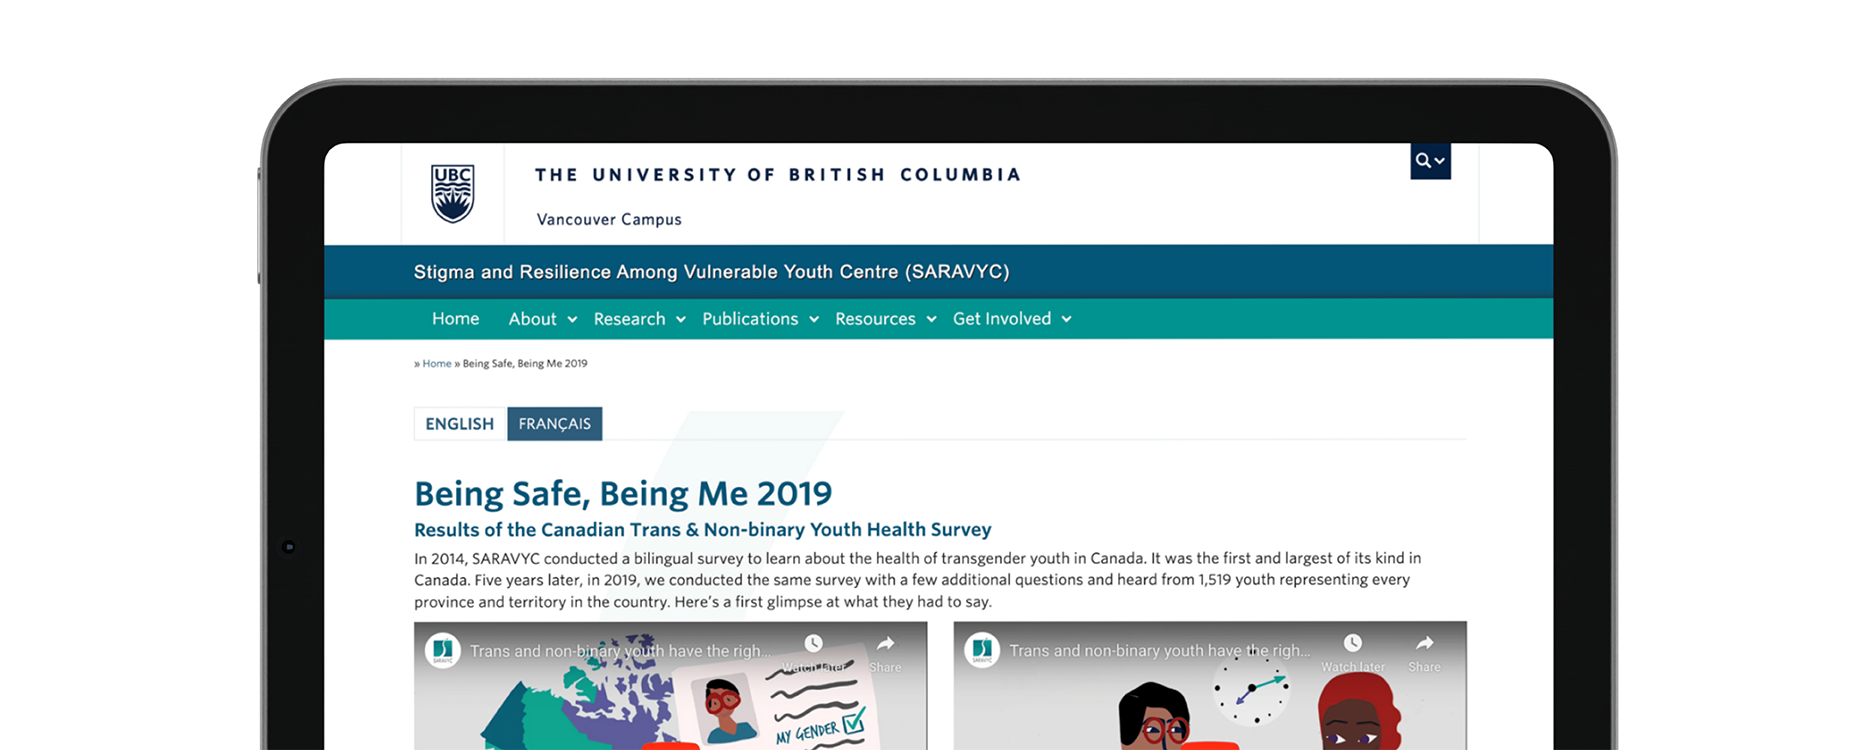 UBC
THE UNIVERSITY OF BRITISH COLUMBIA
Vancouver Campus
Stigma and Resilience Among Vulnerable Youth Centre (SARAVYC)
Home About Research Publications Resources Get Involved
» Home » Being Safe, Being Me 2019
ENGLISH FRANÇAIS
Being Safe, Being Me 2019
Results of the Canadian Trans & Non-binary Youth Health Survey
In 2014, SARAVYC conducted a bilingual survey to learn about the health of transgender youth in Canada. It was the first and largest of its kind in
Canada. Five years later, in 2019, we conducted the same survey with a few additional questions and heard from 1,519 youth representing every
province and territory in the country. Here's a first glimpse at what they had to say.
SARAVYC Trans and non-binary youth have the righ... Watch later Share
MY GENDER
SARAVYC Trans and non-binary youth have the righ... Watch later Share